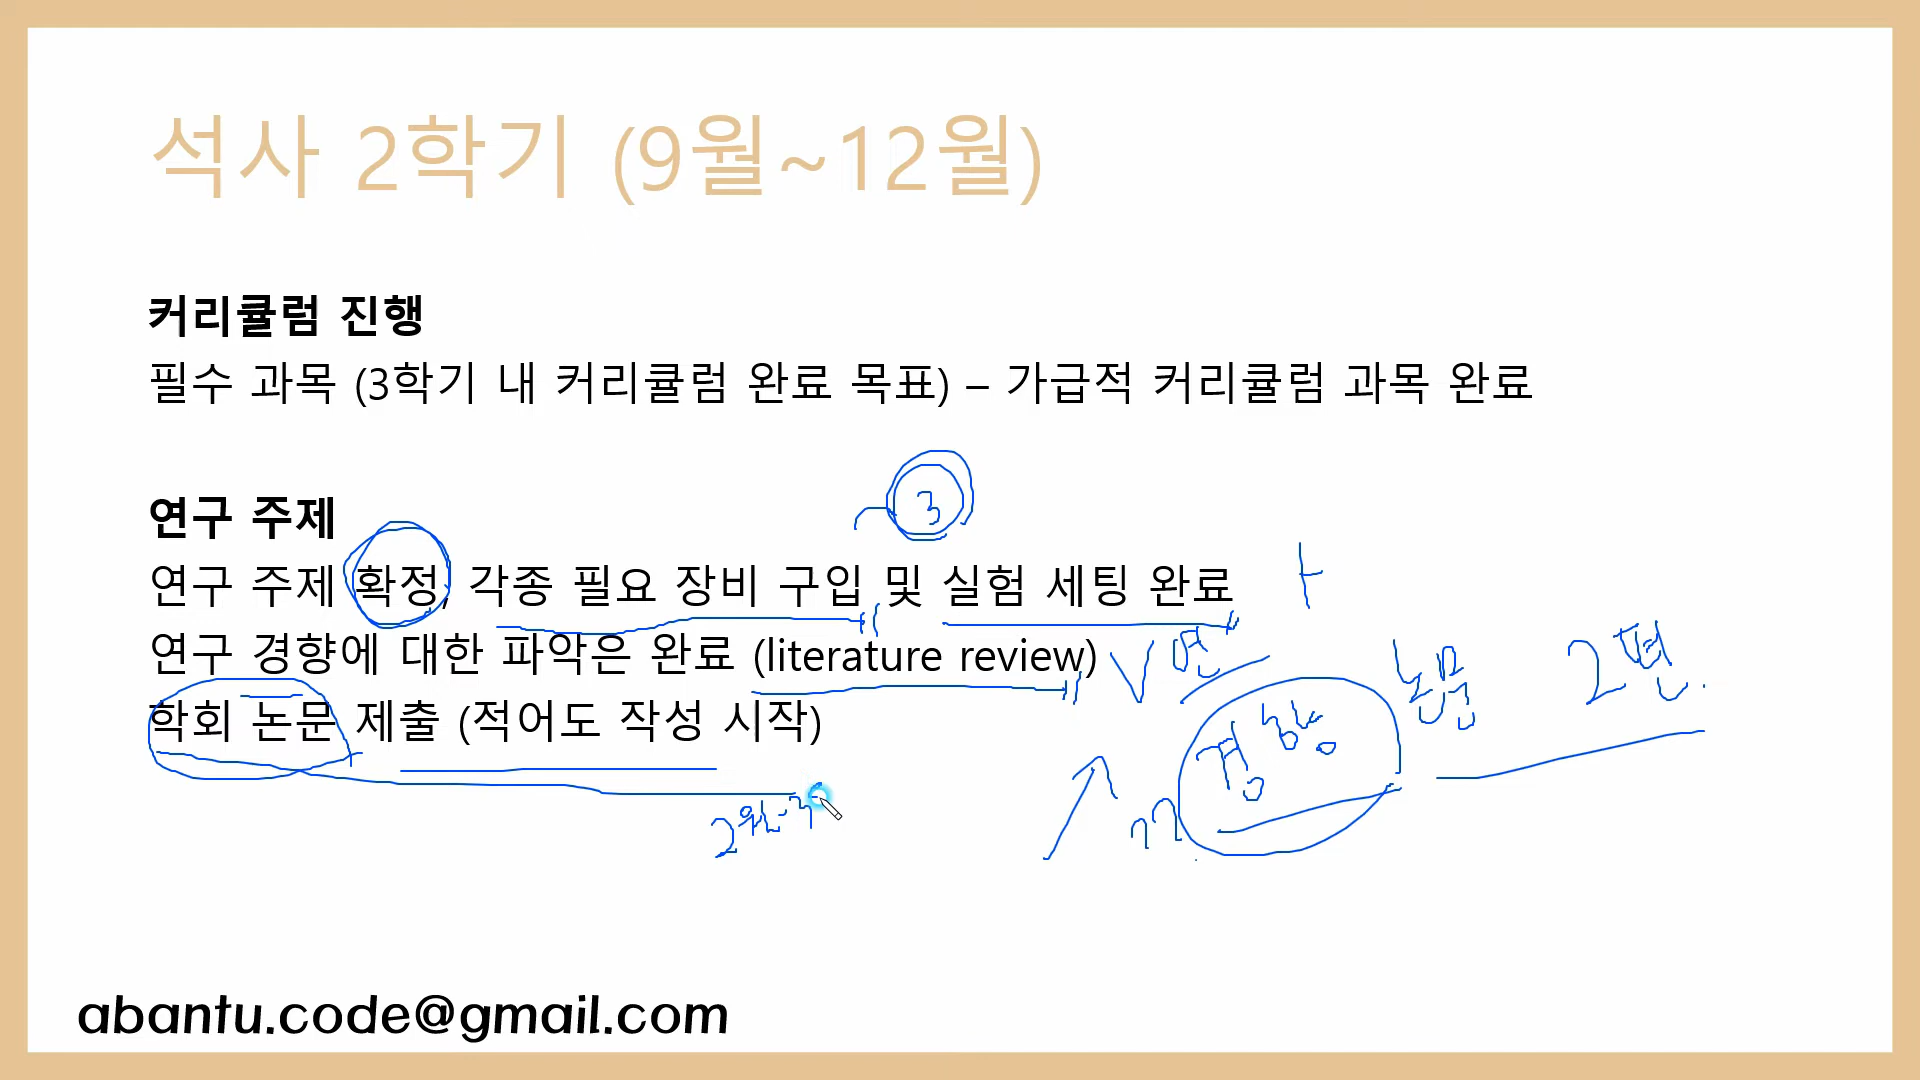 석사 2학기 (9월~12월)
커리큘럼 진행
필수 과목 (3학기 내 커리큘럼 완료 목표) – 가급적 커리큘럼 과목 완료
3
연구 주제
연구 주제 확정, 각종 필요 장비 구입 및 실험 세팅 완료
연구 경향에 대한 파악은 완료 (literature review)
논문 2편
학회 논문 제출 (적어도 작성 시작)
경향
2월
abantu.code@gmail.com